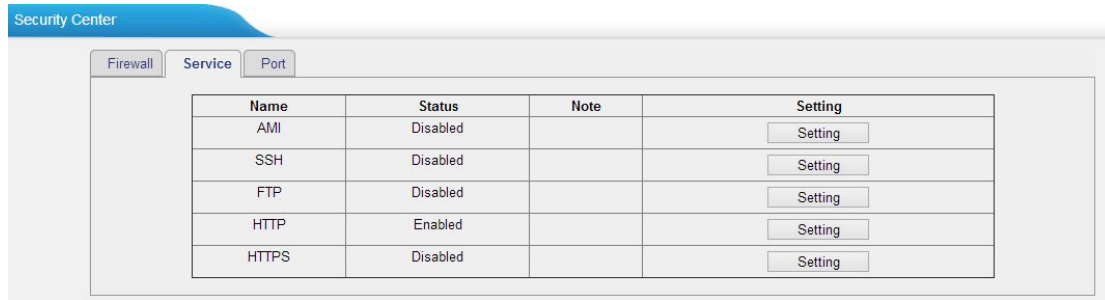 Security Center
Firewall Service Port
Name Status Note Setting
AMI Disabled Setting
SSH Disabled Setting
FTP Disabled Setting
HTTP Enabled Setting
HTTPS Disabled Setting